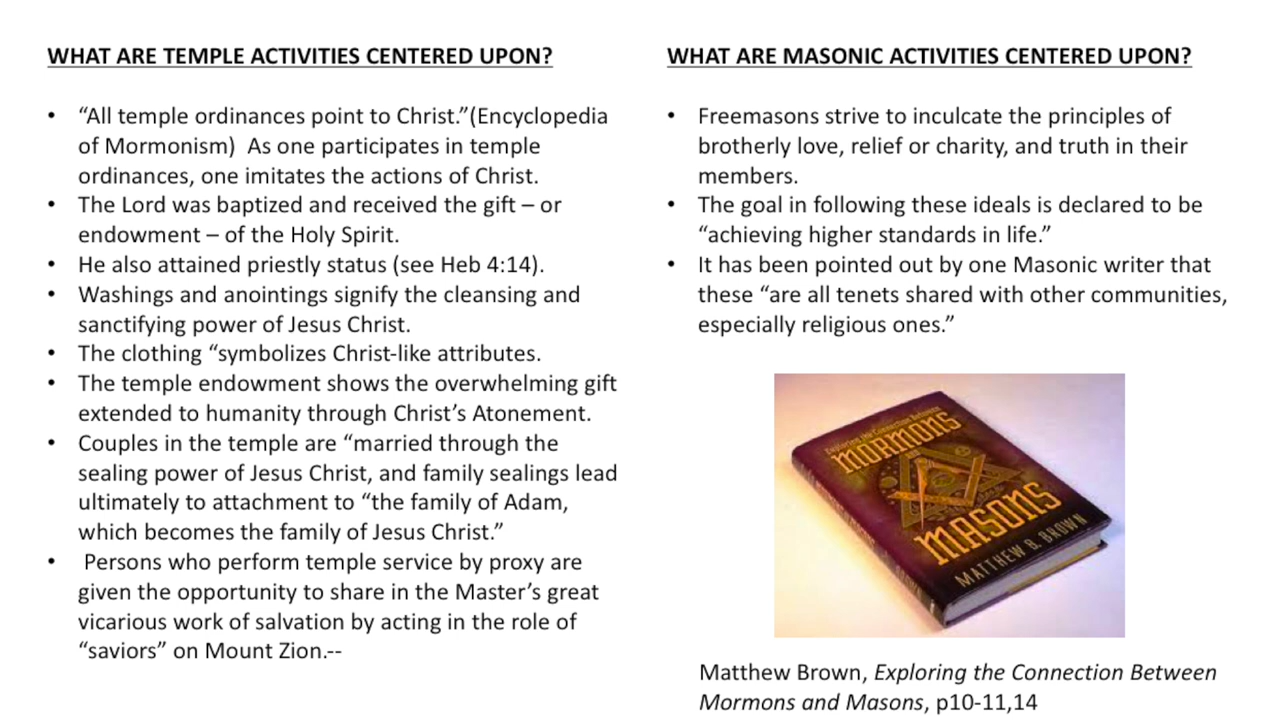 WHAT ARE TEMPLE ACTIVITIES CENTERED UPON?
• “All temple ordinances point to Christ.”(Encyclopedia
of Mormonism)  As one participates in temple
ordinances, one imitates the actions of Christ.
• The Lord was baptized and received the gift – or
endowment – of the Holy Spirit.
• He also attained priestly status (see Heb 4:14).
• Washings and anointings signify the cleansing and
sanctifying power of Jesus Christ.
• The clothing “symbolizes Christ-like attributes.
• The temple endowment shows the overwhelming gift
extended to humanity through Christ’s Atonement.
• Couples in the temple are “married through the
sealing power of Jesus Christ, and family sealings lead
ultimately to attachment to “the family of Adam,
which becomes the family of Jesus Christ.”
•  Persons who perform temple service by proxy are
given the opportunity to share in the Master’s great
vicarious work of salvation by acting in the role of
“saviors” on Mount Zion.--
WHAT ARE MASONIC ACTIVITIES CENTERED UPON?
• Freemasons strive to inculcate the principles of
brotherly love, relief or charity, and truth in their
members.
• The goal in following these ideals is declared to be
“achieving higher standards in life.”
• It has been pointed out by one Masonic writer that
these “are all tenets shared with other communities,
especially religious ones.”
Exploring the Connection Between
MORMONS
MASONS
MATTHEW B. BROWN
Matthew Brown, Exploring the Connection Between
Mormons and Masons, p10-11,14